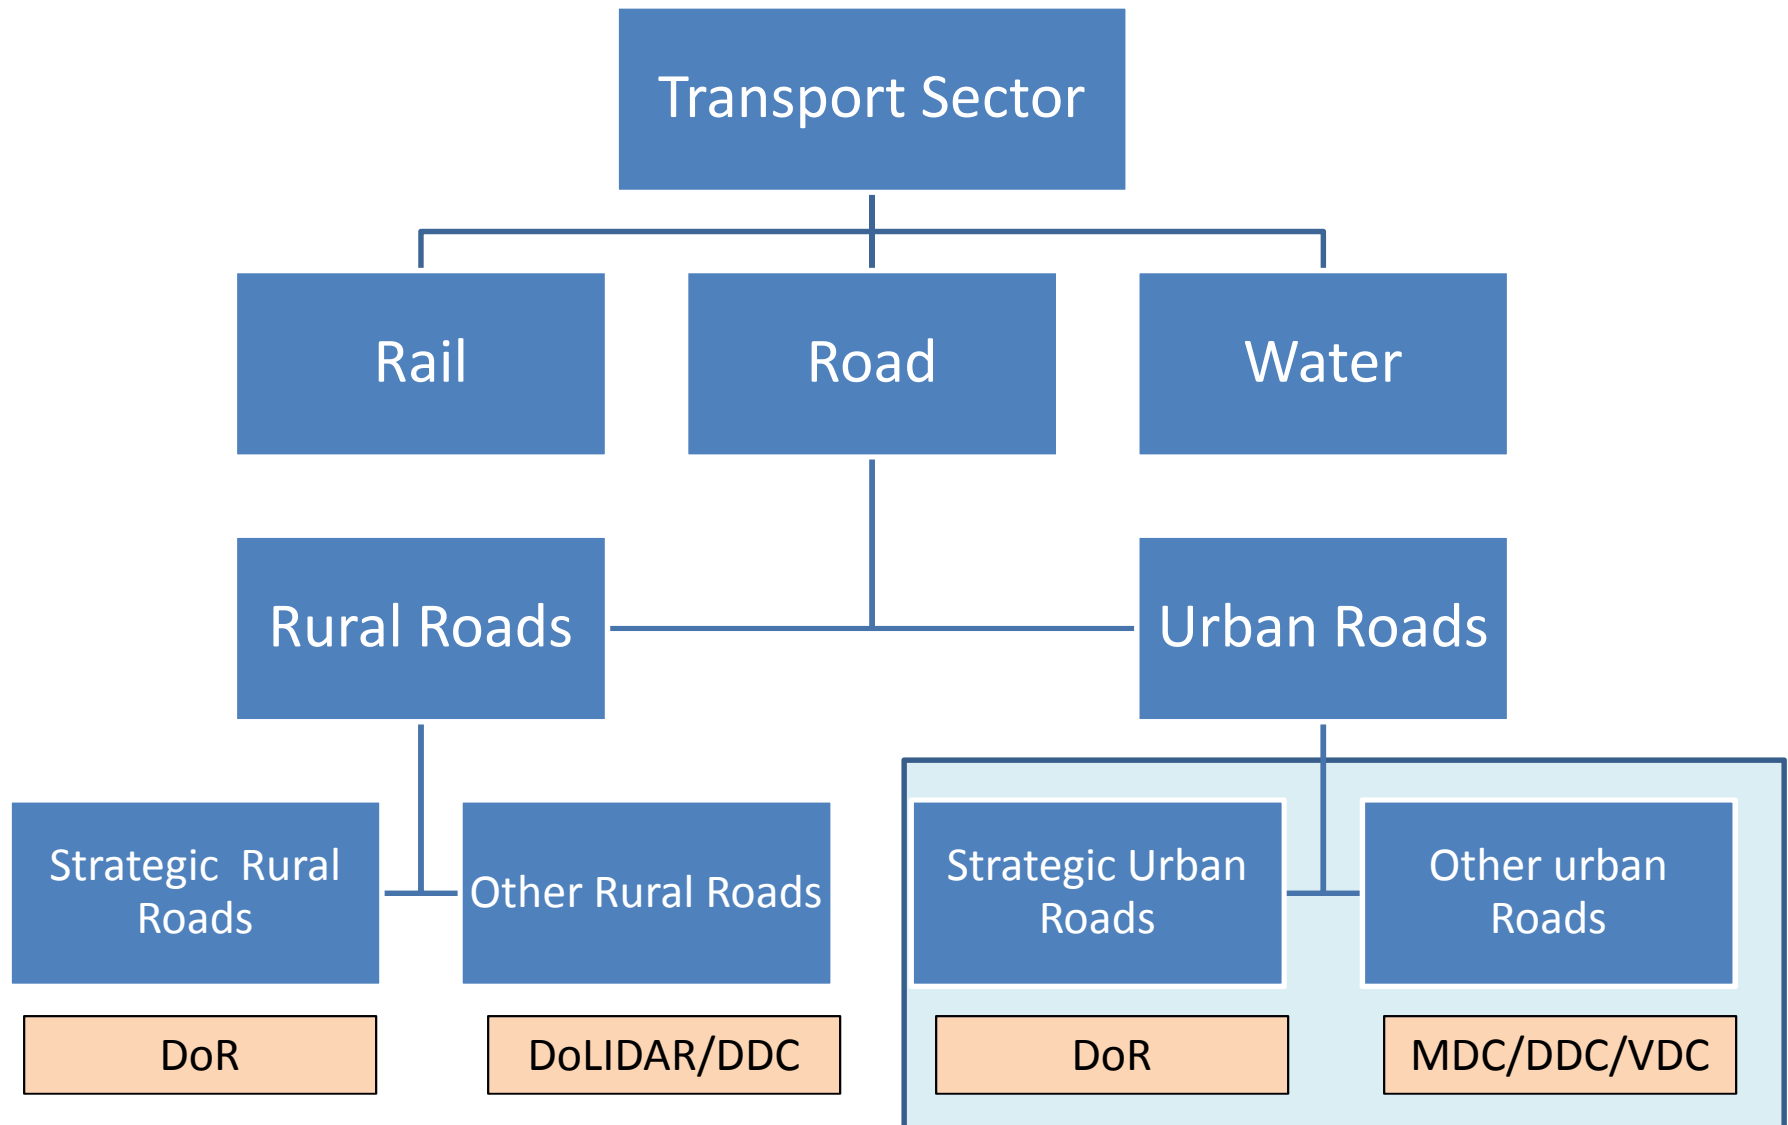 Transport Sector
Rail
Road
Water
Rural Roads
Urban Roads
Strategic  Rural
Roads
Other Rural Roads
Strategic Urban
Roads
Other urban
Roads
DoR
DoLIDAR/DDC
DoR
MDC/DDC/VDC